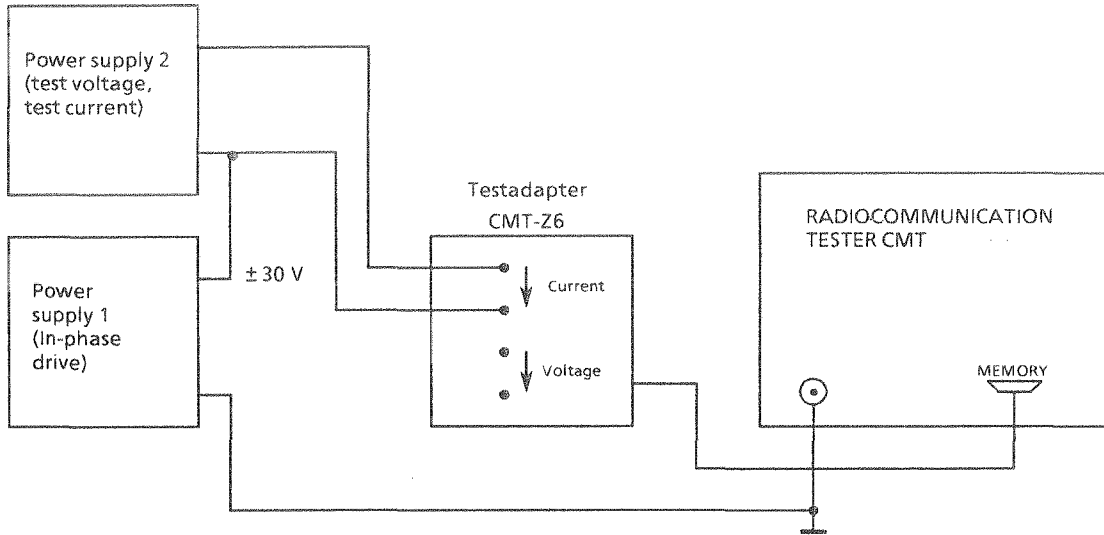 Power supply 2
(test voltage,
test current)
Power
supply 1
(In-phase
drive)
± 30 V
Testadapter
CMT-Z6
Current
Voltage
RADIOCOMMUNICATION
TESTER CMT
MEMORY